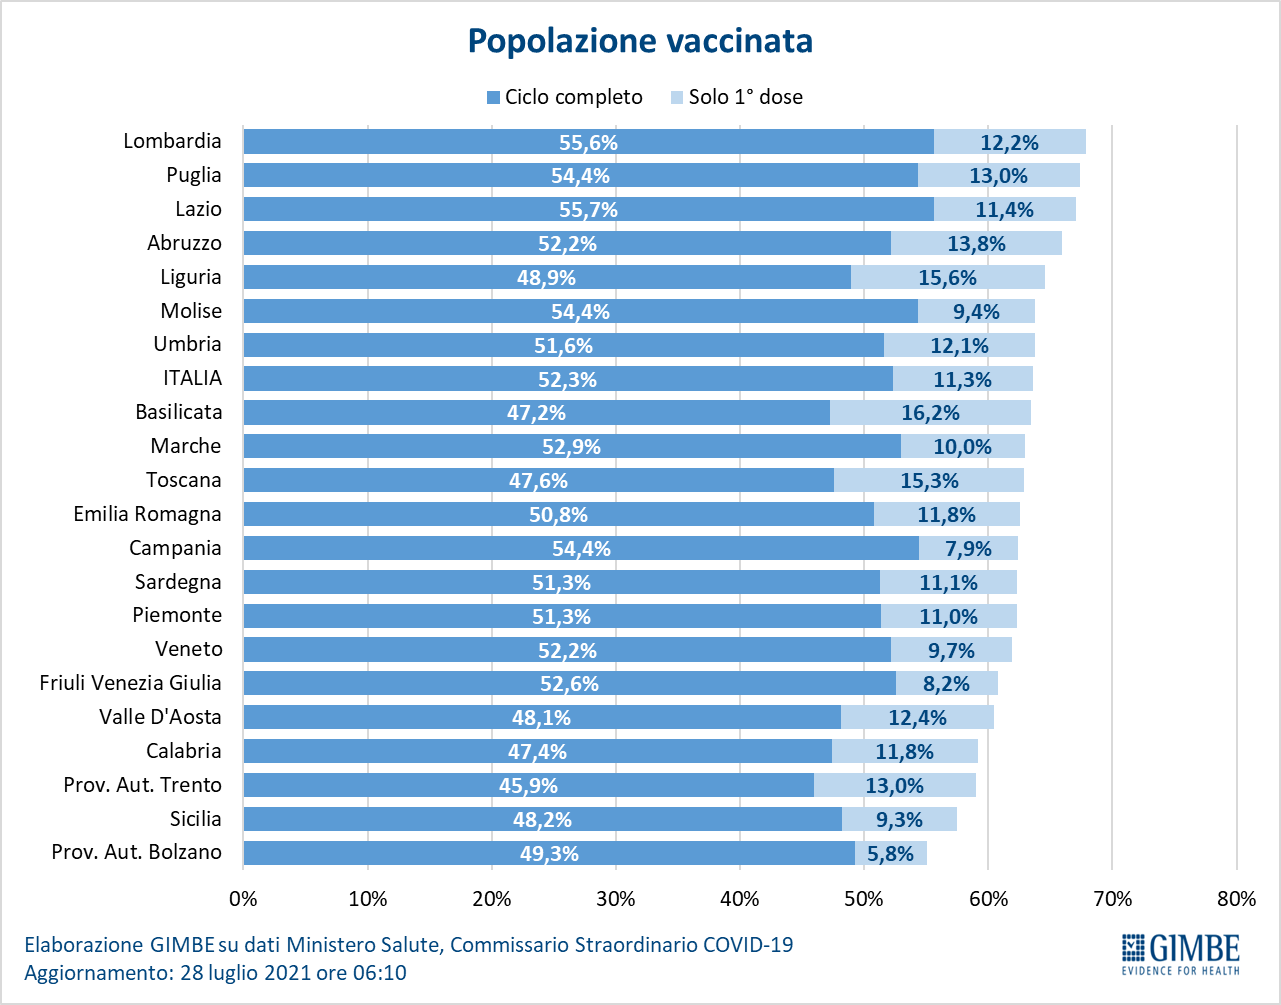 Popolazione vaccinata
Ciclo completo Solo 1° dose
Lombardia 55,6% 12,2%
Puglia 54,4% 13,0%
Lazio 55,7% 11,4%
Abruzzo 52,2% 13,8%
Liguria 48,9% 15,6%
Molise 54,4% 9,4%
Umbria 51,6% 12,1%
ITALIA 52,3% 11,3%
Basilicata 47,2% 16,2%
Marche 52,9% 10,0%
Toscana 47,6% 15,3%
Emilia Romagna 50,8% 11,8%
Campania 54,4% 7,9%
Sardegna 51,3% 11,1%
Piemonte 51,3% 11,0%
Veneto 52,2% 9,7%
Friuli Venezia Giulia 52,6% 8,2%
Valle D'Aosta 48,1% 12,4%
Calabria 47,4% 11,8%
Prov. Aut. Trento 45,9% 13,0%
Sicilia 48,2% 9,3%
Prov. Aut. Bolzano 49,3% 5,8%
0% 10% 20% 30% 40% 50% 60% 70% 80%
Elaborazione GIMBE su dati Ministero Salute, Commissario Straordinario COVID-19
Aggiornamento: 28 luglio 2021 ore 06:10
GIMBE
EVIDENCE FOR HEALTH